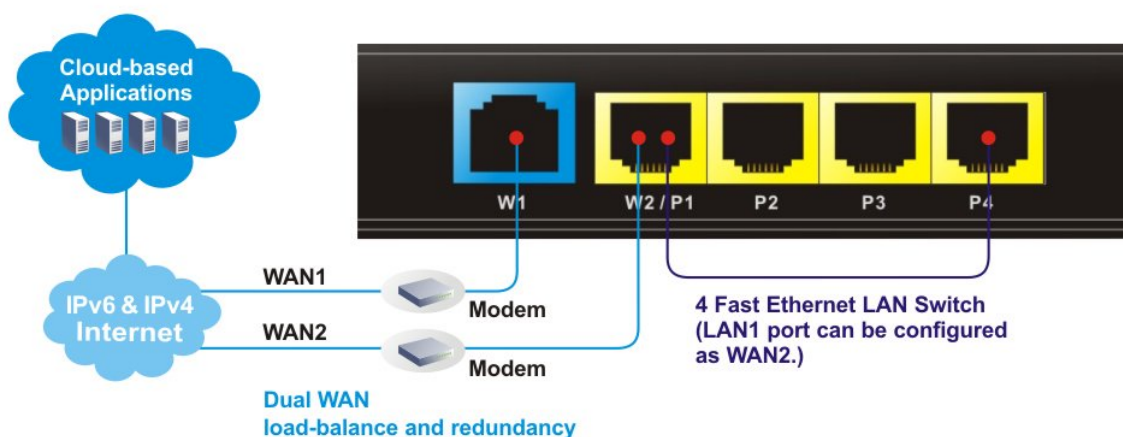 Cloud-based
Applications
W1
W2 / P1
P2
P3
P4
IPv6 & IPv4
Internet
WAN1
Modem
WAN2
Modem
4 Fast Ethernet LAN Switch
(LAN1 port can be configured
as WAN2.)
Dual WAN
load-balance and redundancy